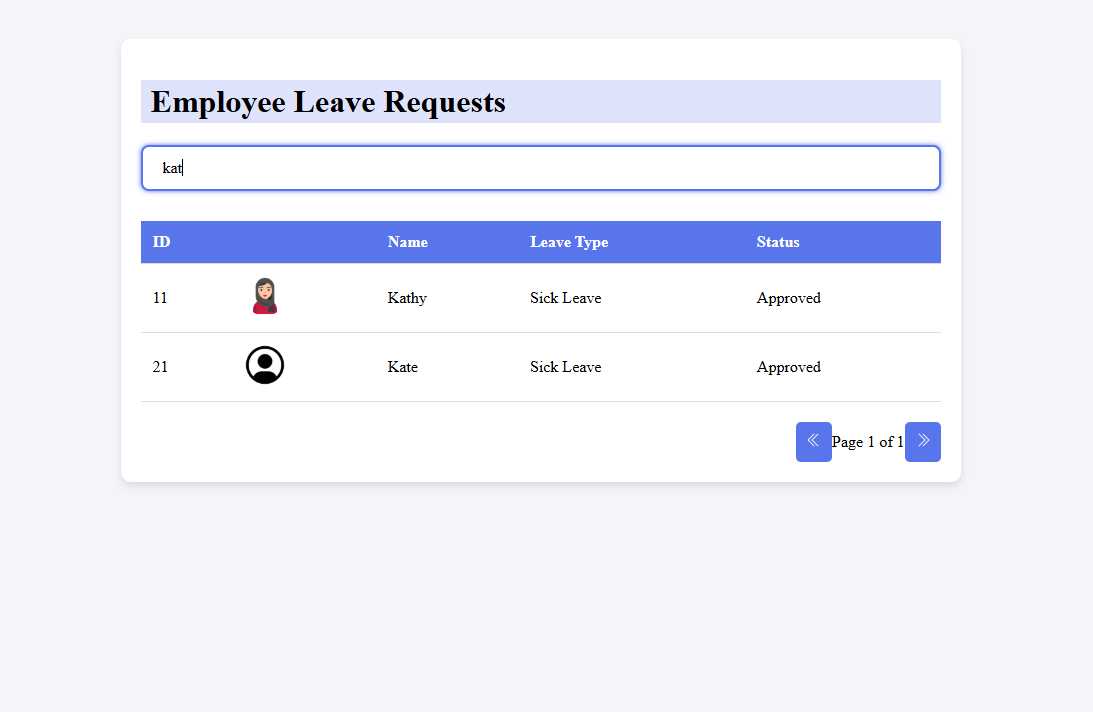 Employee Leave Requests
kat
ID Name Leave Type Status
11 Kathy Sick Leave Approved
21 Kate Sick Leave Approved
Page 1 of 1